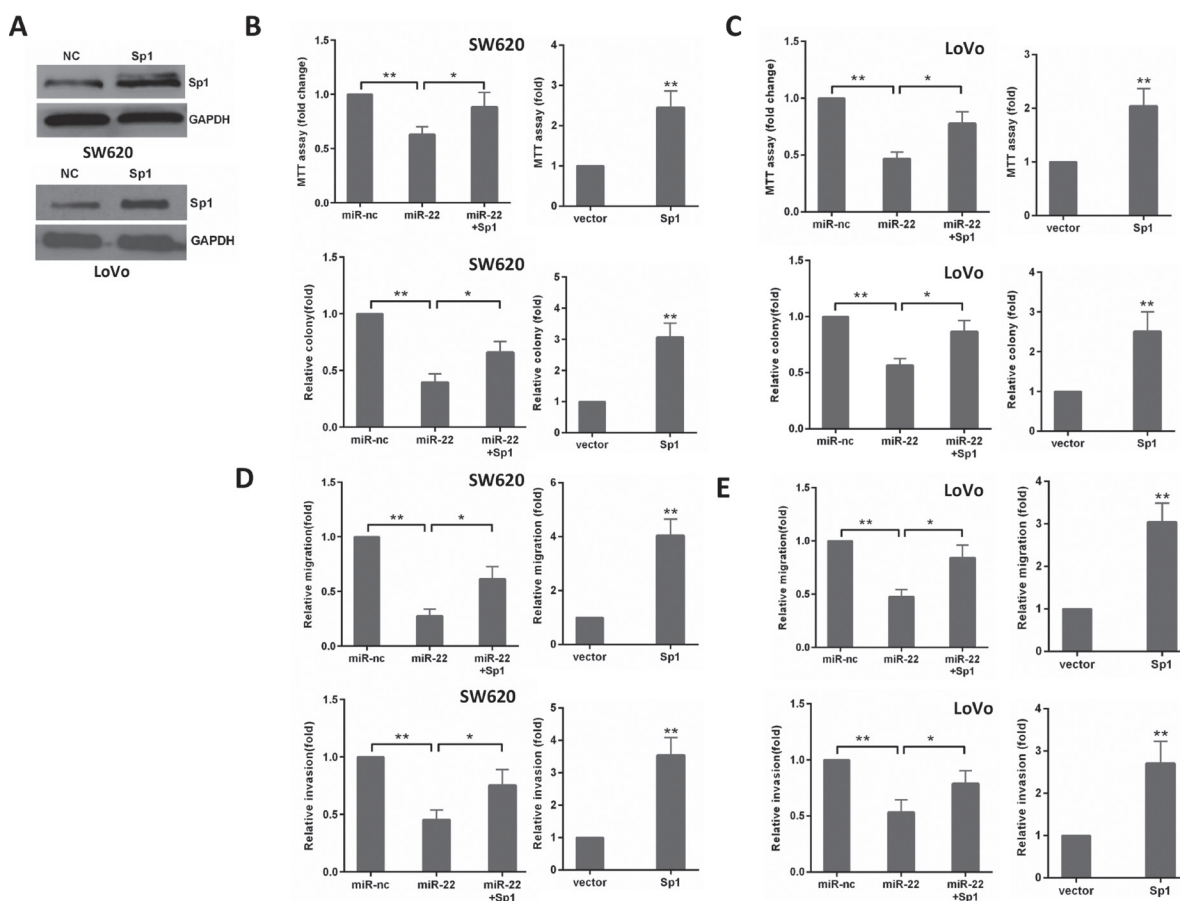 A
NC Sp1
Sp1
GAPDH
SW620
NC Sp1
Sp1
GAPDH
LoVo
B
SW620
MTT assay (fold change)
1.5
1.0
0.5
0.0
** *
miR-nc miR-22 miR-22
+Sp1
MTT assay (fold)
4
3
2
1
0
**
vector Sp1
SW620
Relative colony(fold)
1.5
1.0
0.5
0.0
** *
miR-nc miR-22 miR-22
+Sp1
Relative colony (fold)
5
4
3
2
1
0
**
vector Sp1
C
LoVo
MTT assay (fold change)
1.5
1.0
0.5
0.0
** *
miR-nc miR-22 miR-22
+Sp1
MTT assay (fold)
3
2
1
0
**
vector Sp1
LoVo
Relative colony(fold)
1.5
1.0
0.5
0.0
** *
miR-nc miR-22 miR-22
+Sp1
Relative colony (fold)
4
3
2
1
0
**
vector Sp1
D
SW620
Relative migration(fold)
1.5
1.0
0.5
0.0
** *
miR-nc miR-22 miR-22
+Sp1
Relative migration (fold)
6
4
2
0
**
vector Sp1
SW620
Relative invasion(fold)
1.5
1.0
0.5
0.0
** *
miR-nc miR-22 miR-22
+Sp1
Relative invasion (fold)
5
4
3
2
1
0
**
vector Sp1
E
LoVo
Relative migration(fold)
1.5
1.0
0.5
0.0
** *
miR-nc miR-22 miR-22
+Sp1
Relative migration (fold)
4
3
2
1
0
**
vector Sp1
LoVo
Relative invasion(fold)
1.5
1.0
0.5
0.0
** *
miR-nc miR-22 miR-22
+Sp1
Relative invasion (fold)
4
3
2
1
0
**
vector Sp1